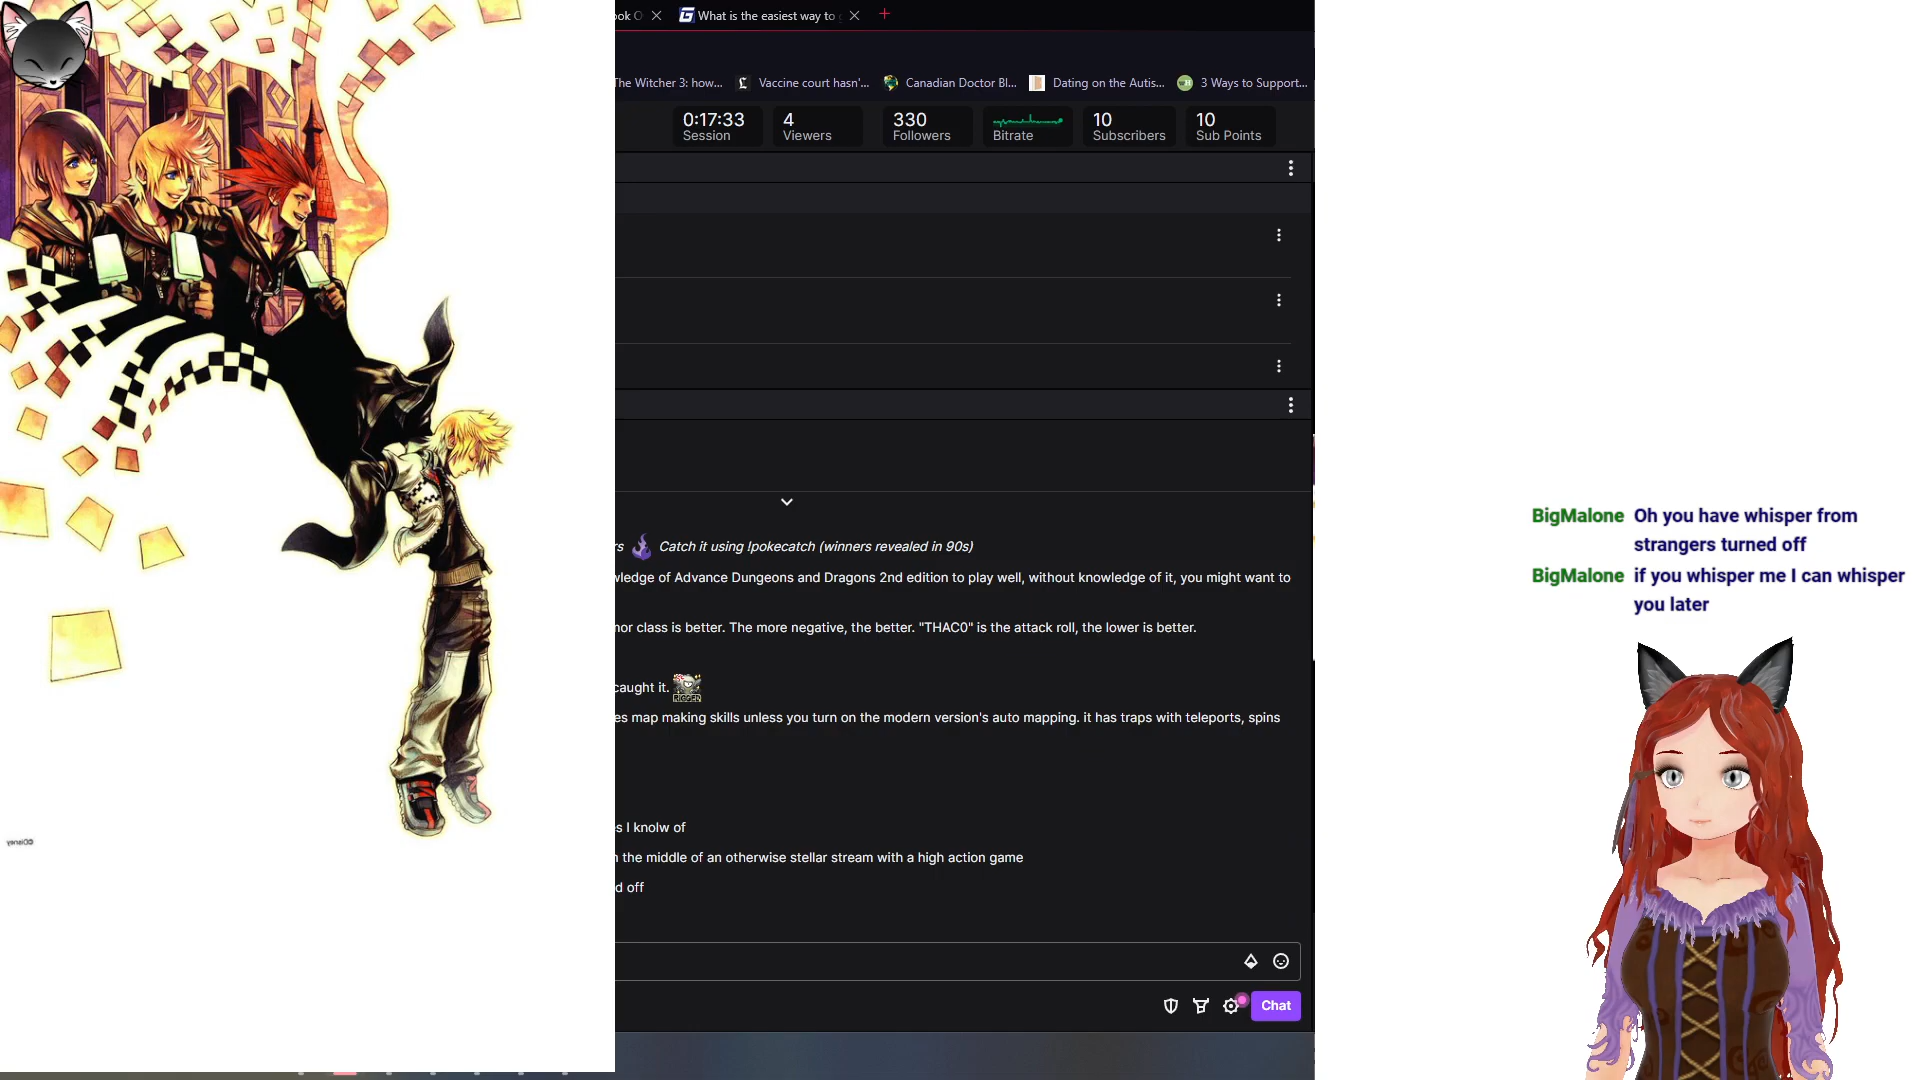 ook O
What is the easiest way to
The Witcher 3: how...
Vaccine court hasn'...
Canadian Doctor Bl...
Dating on the Autis...
3 Ways to Support...
0:17:33
Session
4
Viewers
330
Followers
Bitrate
10
Subscribers
10
Sub Points
rs Catch it using !pokecatch (winners revealed in 90s)
wledge of Advance Dungeons and Dragons 2nd edition to play well, without knowledge of it, you might want to
mor class is better. The more negative, the better. "THAC0" is the attack roll, the lower is better.
caught it.
es map making skills unless you turn on the modern version's auto mapping. it has traps with teleports, spins
s I knolw of
n the middle of an otherwise stellar stream with a high action game
d off
Chat
BigMalone Oh you have whisper from
strangers turned off
BigMalone if you whisper me I can whisper
you later
©Disney